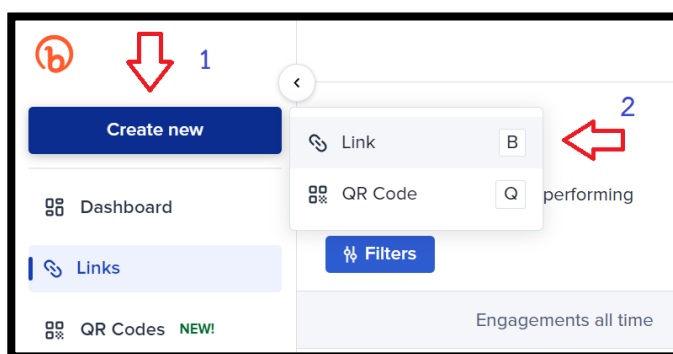 1
Create new
2
Link B
QR Code Q
performing
Dashboard
Links
Filters
QR Codes NEW!
Engagements all time